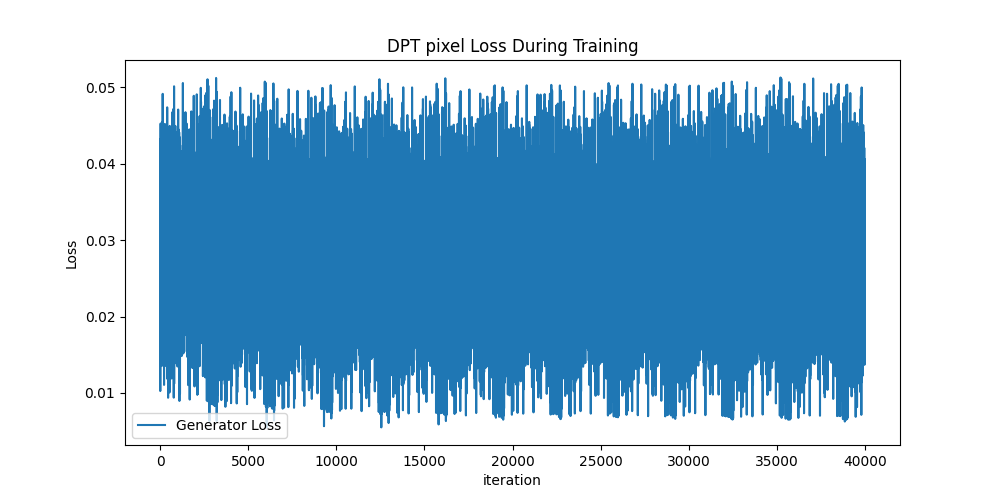 DPT pixel Loss During Training
0.05
0.04
0.03
0.02
0.01
Loss
Generator Loss
0 5000 10000 15000 20000 25000 30000 35000 40000
iteration